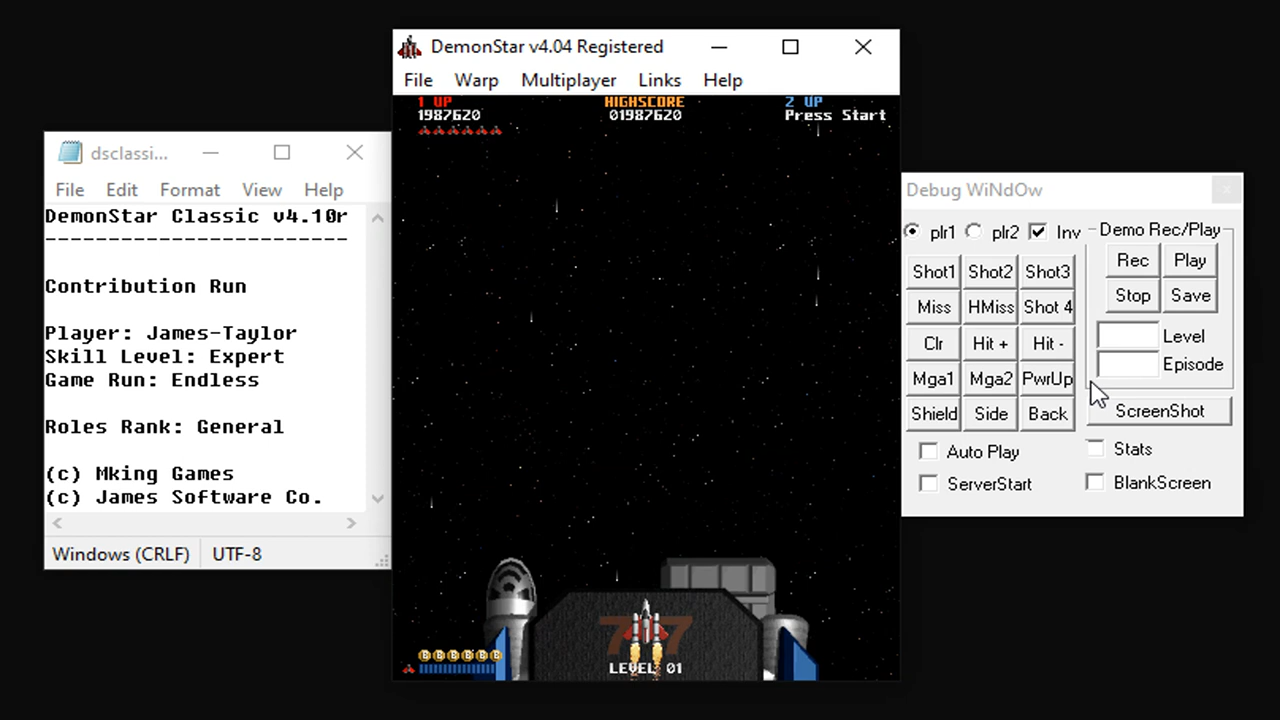 dsclassi...
File Edit Format View Help
DemonStar Classic v4.10r
------------------------
Contribution Run
Player: James-Taylor
Skill Level: Expert
Game Run: Endless
Roles Rank: General
(c) Mking Games
(c) James Software Co.
Windows (CRLF) UTF-8
DemonStar v4.04 Registered
File Warp Multiplayer Links Help
1 UP HIGHSCORE 2 UP
1987620 01987620 Press Start
LEVEL 01
Debug WiNdOw
plr1 plr2 Inv
Shot1 Shot2 Shot3
Miss HMiss Shot 4
Clr Hit + Hit -
Mga1 Mga2 PwrUp
Shield Side Back
Auto Play
ServerStart
Demo Rec/Play
Rec Play
Stop Save
Level
Episode
ScreenShot
Stats
BlankScreen